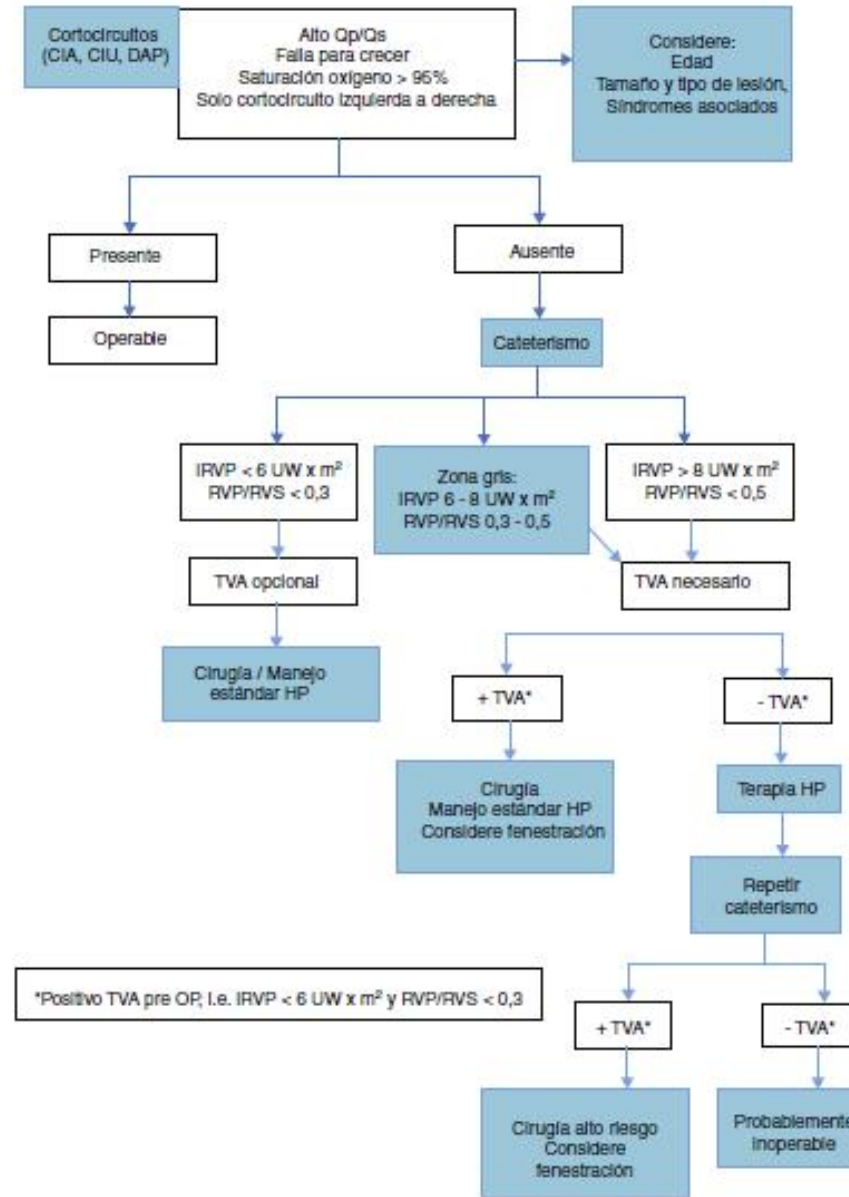 Cortocircuitos
(CIA, CIU, DAP)
Alto Qp/Qs
Falla para crecer
Saturación oxígeno > 95%
Solo cortocircuito izquierda a derecha
Considere:
Edad
Tamaño y tipo de lesión,
Síndromes asociados
Presente
Ausente
Operable
Cateterismo
IRVP < 6 UW x m²
RVP/RVS < 0,3
Zona gris:
IRVP 6 - 8 UW x m²
RVP/RVS 0,3 - 0,5
IRVP > 8 UW x m²
RVP/RVS < 0,5
TVA opcional
TVA necesario
Cirugía / Manejo
estándar HP
+ TVA*
- TVA*
Cirugía
Manejo estándar HP
Considere fenestración
Terapia HP
Repetir
cateterismo
*Positivo TVA pre OP, i.e. IRVP < 6 UW x m² y RVP/RVS < 0,3
+ TVA*
- TVA*
Cirugía alto riesgo
Considere
fenestración
Probablemente
inoperable